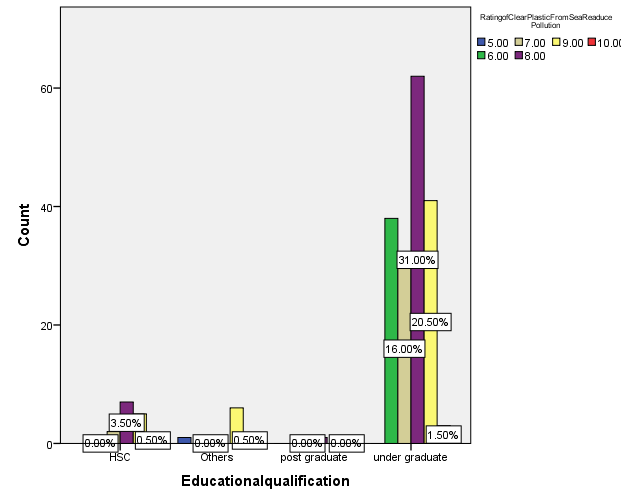 RatingofClearPlasticFromSeaReaduce
Pollution
5.00 7.00 9.00 10.00
6.00 8.00
Count
60
40
20
0
31.00%
20.50%
16.00%
3.50%
1.50%
0.00% 0.50% 0.00% 0.50% 0.00% 0.00%
HSC Others post graduate under graduate
Educationalqualification